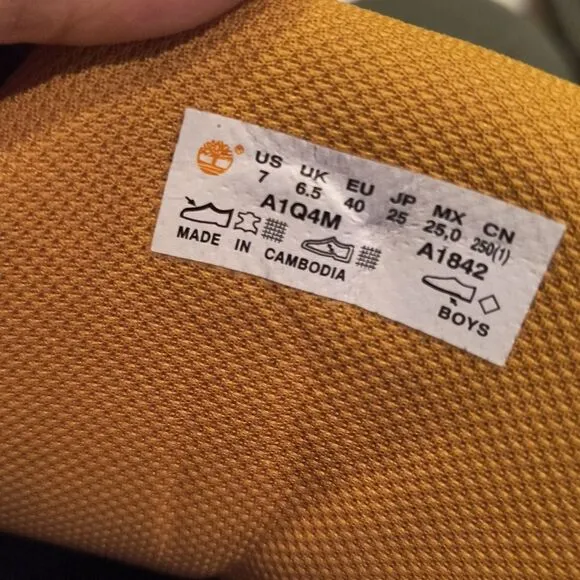 US UK EU JP MX CN
7 6.5 40 25 25,0 250(1)
A1Q4M A1842
MADE IN CAMBODIA
BOYS